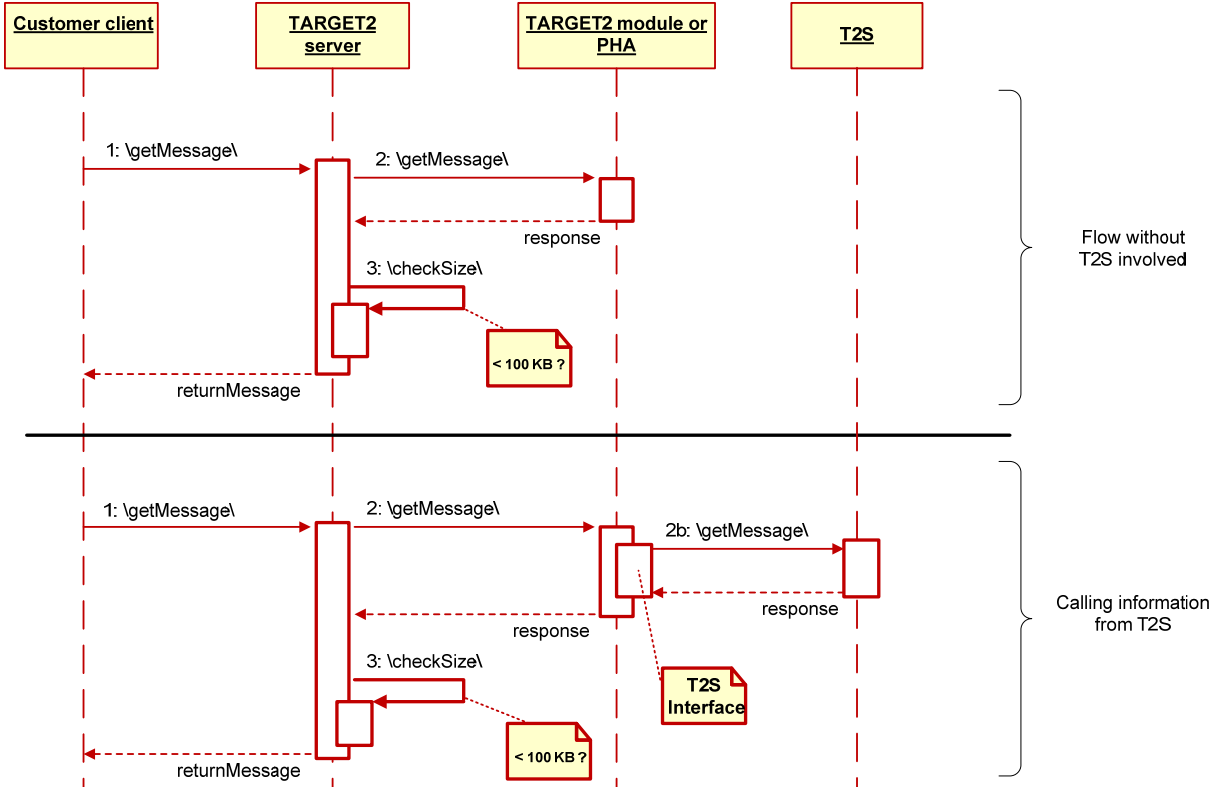 Customer client
TARGET2
server
TARGET2 module or
PHA
T2S
1: \getMessage\
2: \getMessage\
response
3: \checkSize\
< 100 KB ?
returnMessage
Flow without
T2S involved
1: \getMessage\
2: \getMessage\
2b: \getMessage\
response
response
3: \checkSize\
T2S
Interface
< 100 KB ?
returnMessage
Calling information
from T2S